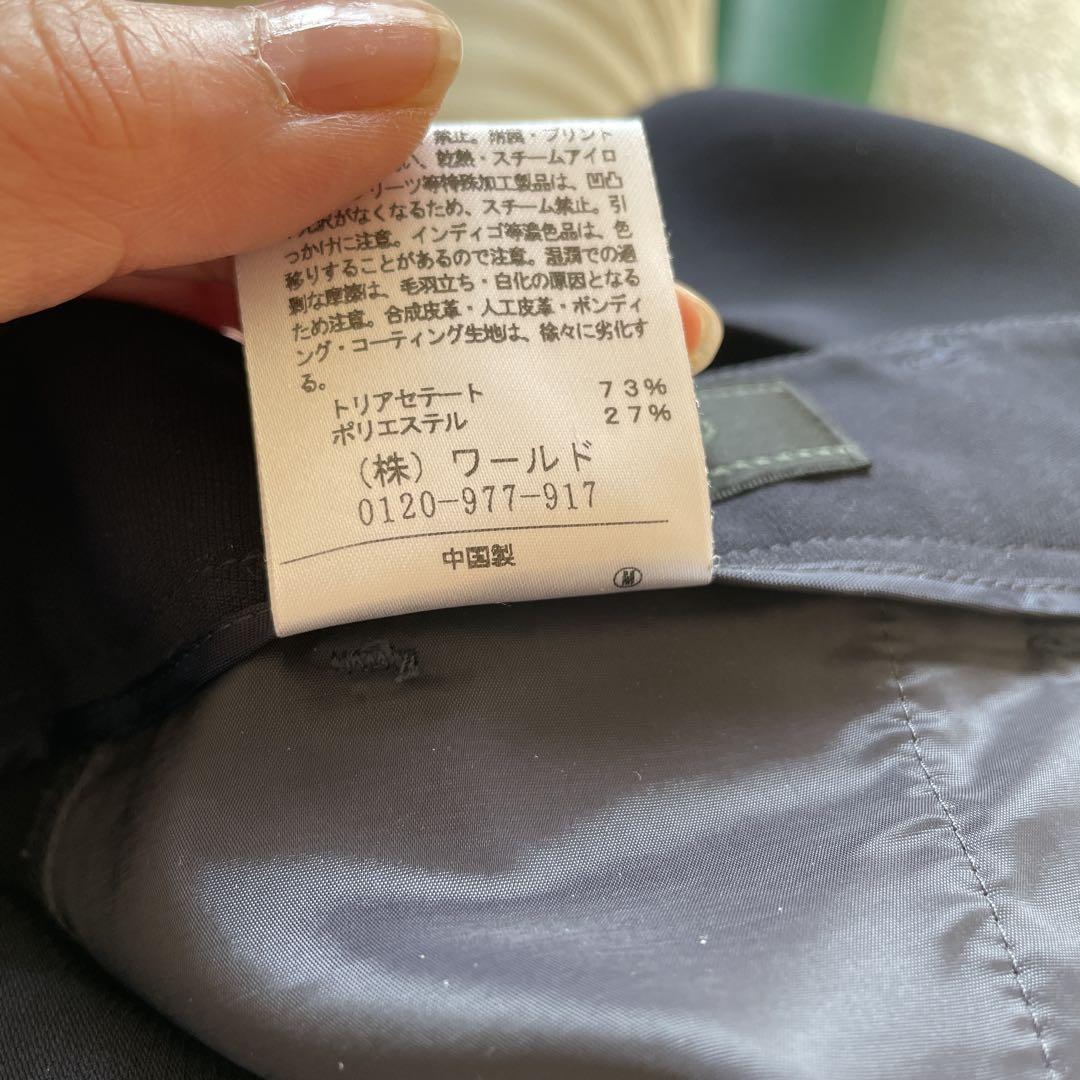 禁止。消臭・プリント
い、乾熱・スチームアイロ
リーツ等特殊加工製品は、凹凸
光沢がなくなるため、スチーム禁止。引
っかけに注意。インディゴ等濃色品は、色
移りすることがあるので注意。湿潤での過
剰な摩擦は、毛羽立ち・白化の原因となる
ため注意。合成皮革・人工皮革・ボンディ
ング・コーティング生地は、徐々に劣化す
る。
トリアセテート 73%
ポリエステル 27%
(株) ワールド
0120-977-917
中国製
M